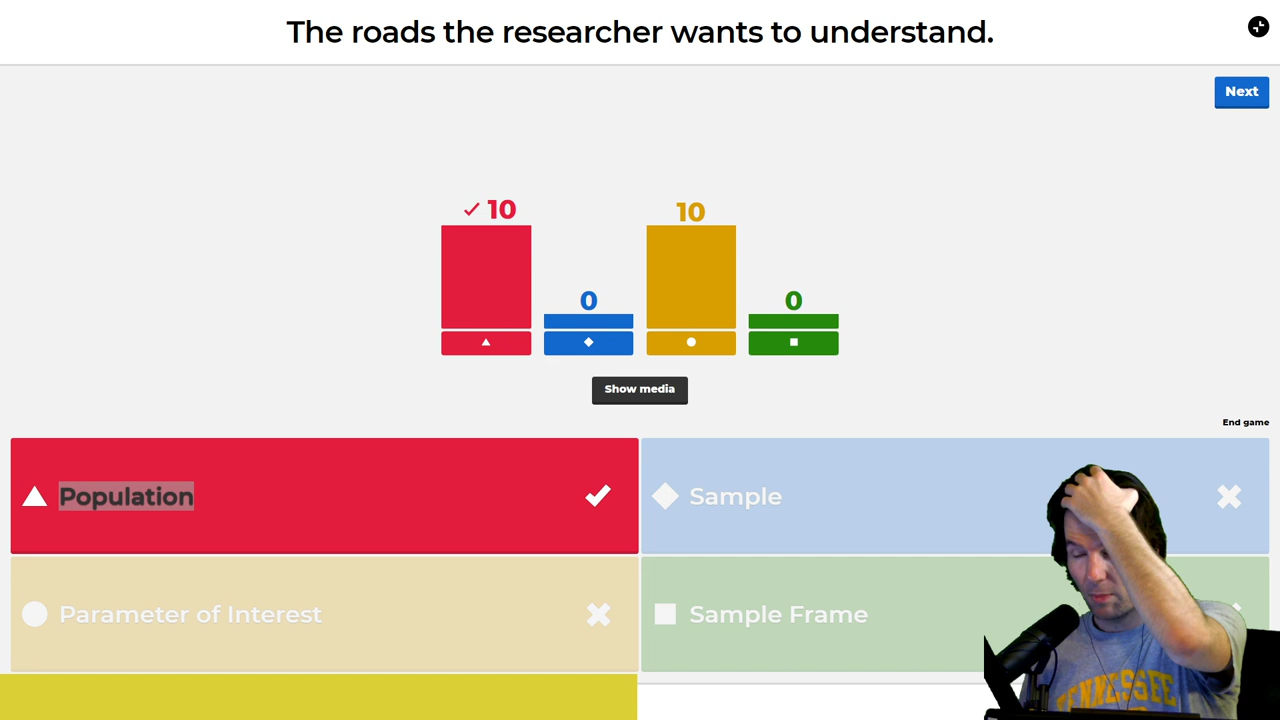 The roads the researcher wants to understand.
Next
10
0
10
0
Show media
End game
Population
Sample
Parameter of Interest
Sample Frame
TENNESSEE